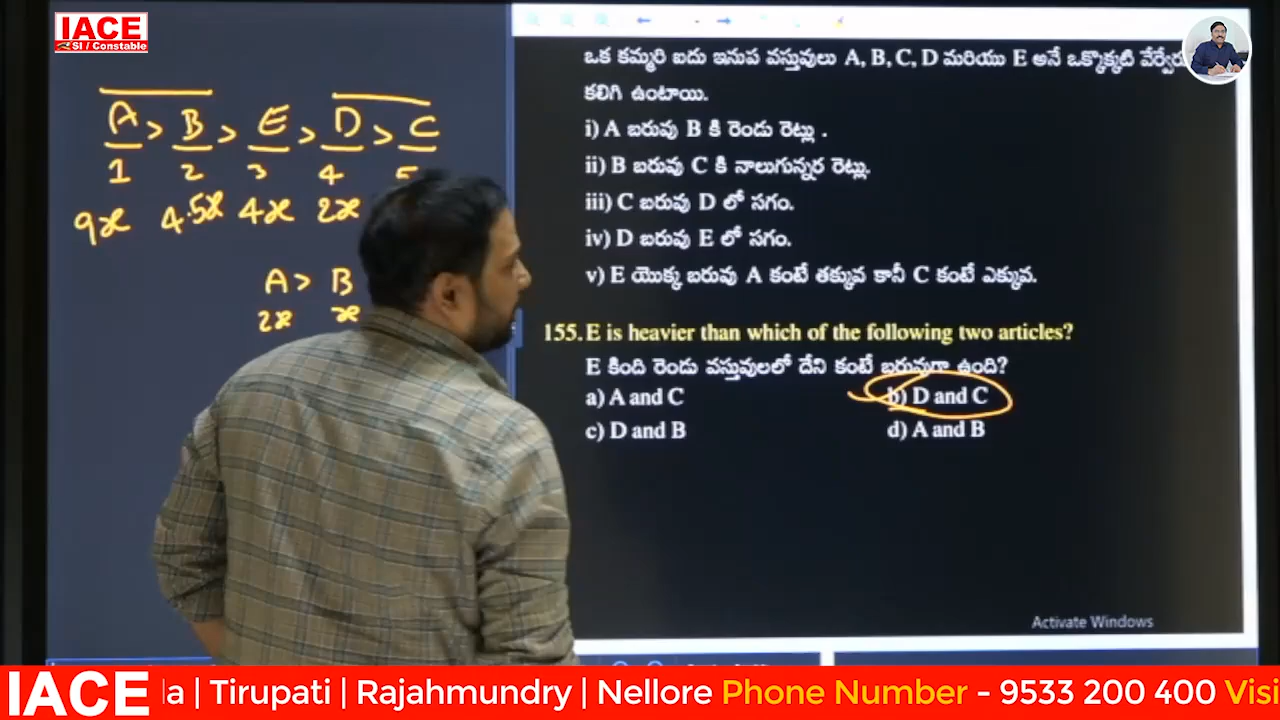 IACE
SI / Constable
A > B > E > D > C
1 2 3 4 5
9x 4.5x 4x 2x
A > B
2x x
ఒక కమ్మరి ఐదు ఇనుప వస్తువులు A, B, C, D మరియు E అనే ఒక్కొక్కటి
కలిగి ఉంటాయి.
i) A బరువు B కి రెండు రెట్లు .
ii) B బరువు C కి నాలుగున్నర రెట్లు.
iii) C బరువు D లో సగం.
iv) D బరువు E లో సగం.
v) E యొక్క బరువు A కంటే తక్కువ కానీ C కంటే ఎక్కువ.
155. E is heavier than which of the following two articles?
E కింది రెండు వస్తువులలో దేని కంటే బరువుగా ఉంది?
a) A and C b) D and C
c) D and B d) A and B
Activate Windows
IACE la | Tirupati | Rajahmundry | Nellore Phone Number - 9533 200 400 Visi